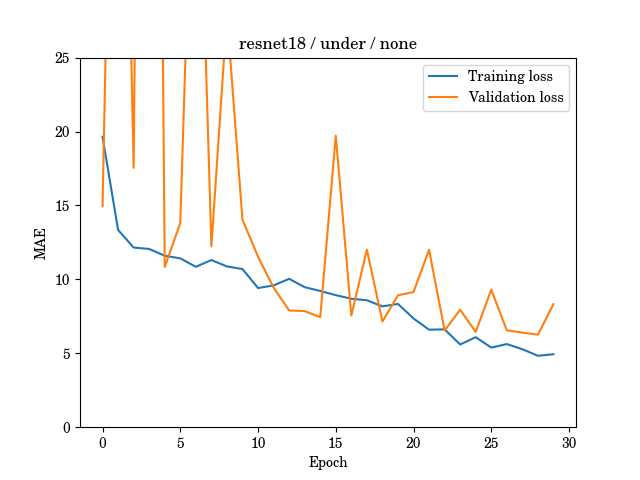 resnet18 / under / none
25
20
15
10
5
0
MAE
Training loss
Validation loss
0 5 10 15 20 25 30
Epoch